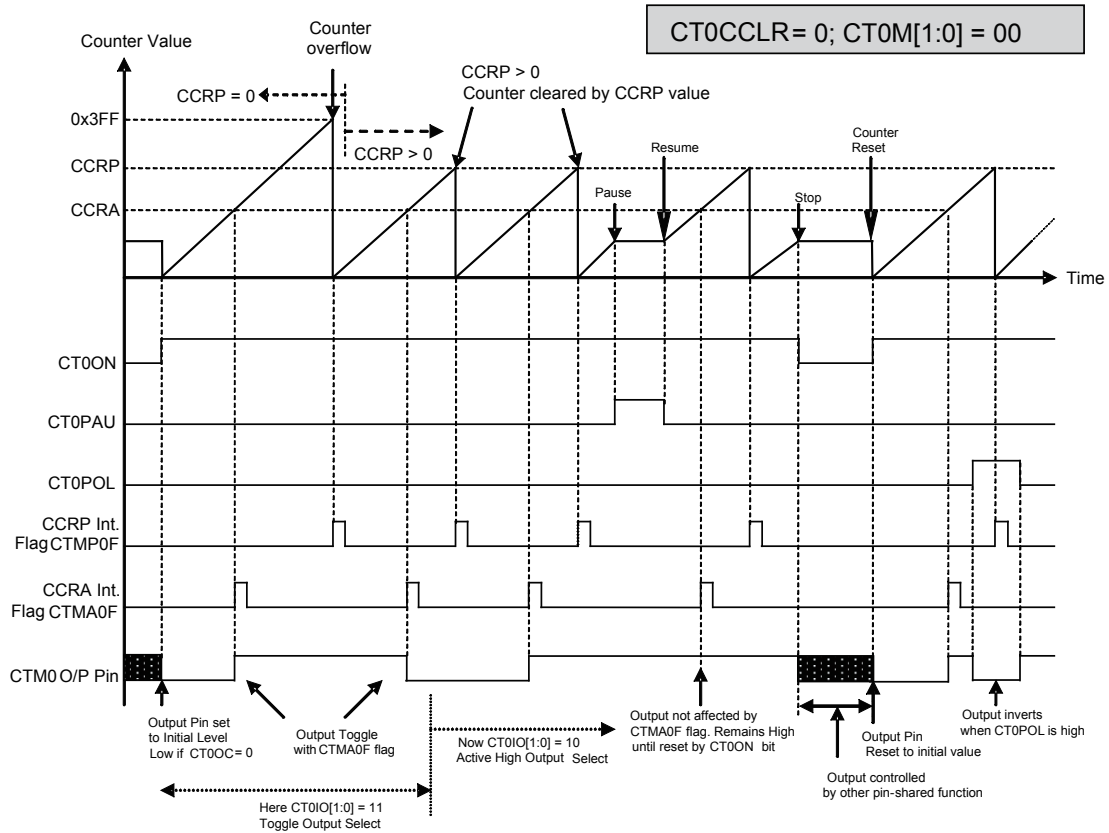 CT0CCLR = 0; CT0M[1:0] = 00
Counter Value
Counter
overflow
CCRP = 0
CCRP > 0
CCRP > 0
Counter cleared by CCRP value
0x3FF
CCRP
CCRA
Pause
Resume
Stop
Counter
Reset
Time
CT0ON
CT0PAU
CT0POL
CCRP Int.
Flag CTMP0F
CCRA Int.
Flag CTMA0F
CTM0 O/P Pin
Output Pin set
to Initial Level
Low if CT0OC = 0
Output Toggle
with CTMA0F flag
Now CT0IO[1:0] = 10
Active High Output Select
Output not affected by
CTMA0F flag. Remains High
until reset by CT0ON bit
Output Pin
Reset to initial value
Output inverts
when CT0POL is high
Output controlled
by other pin-shared function
Here CT0IO[1:0] = 11
Toggle Output Select